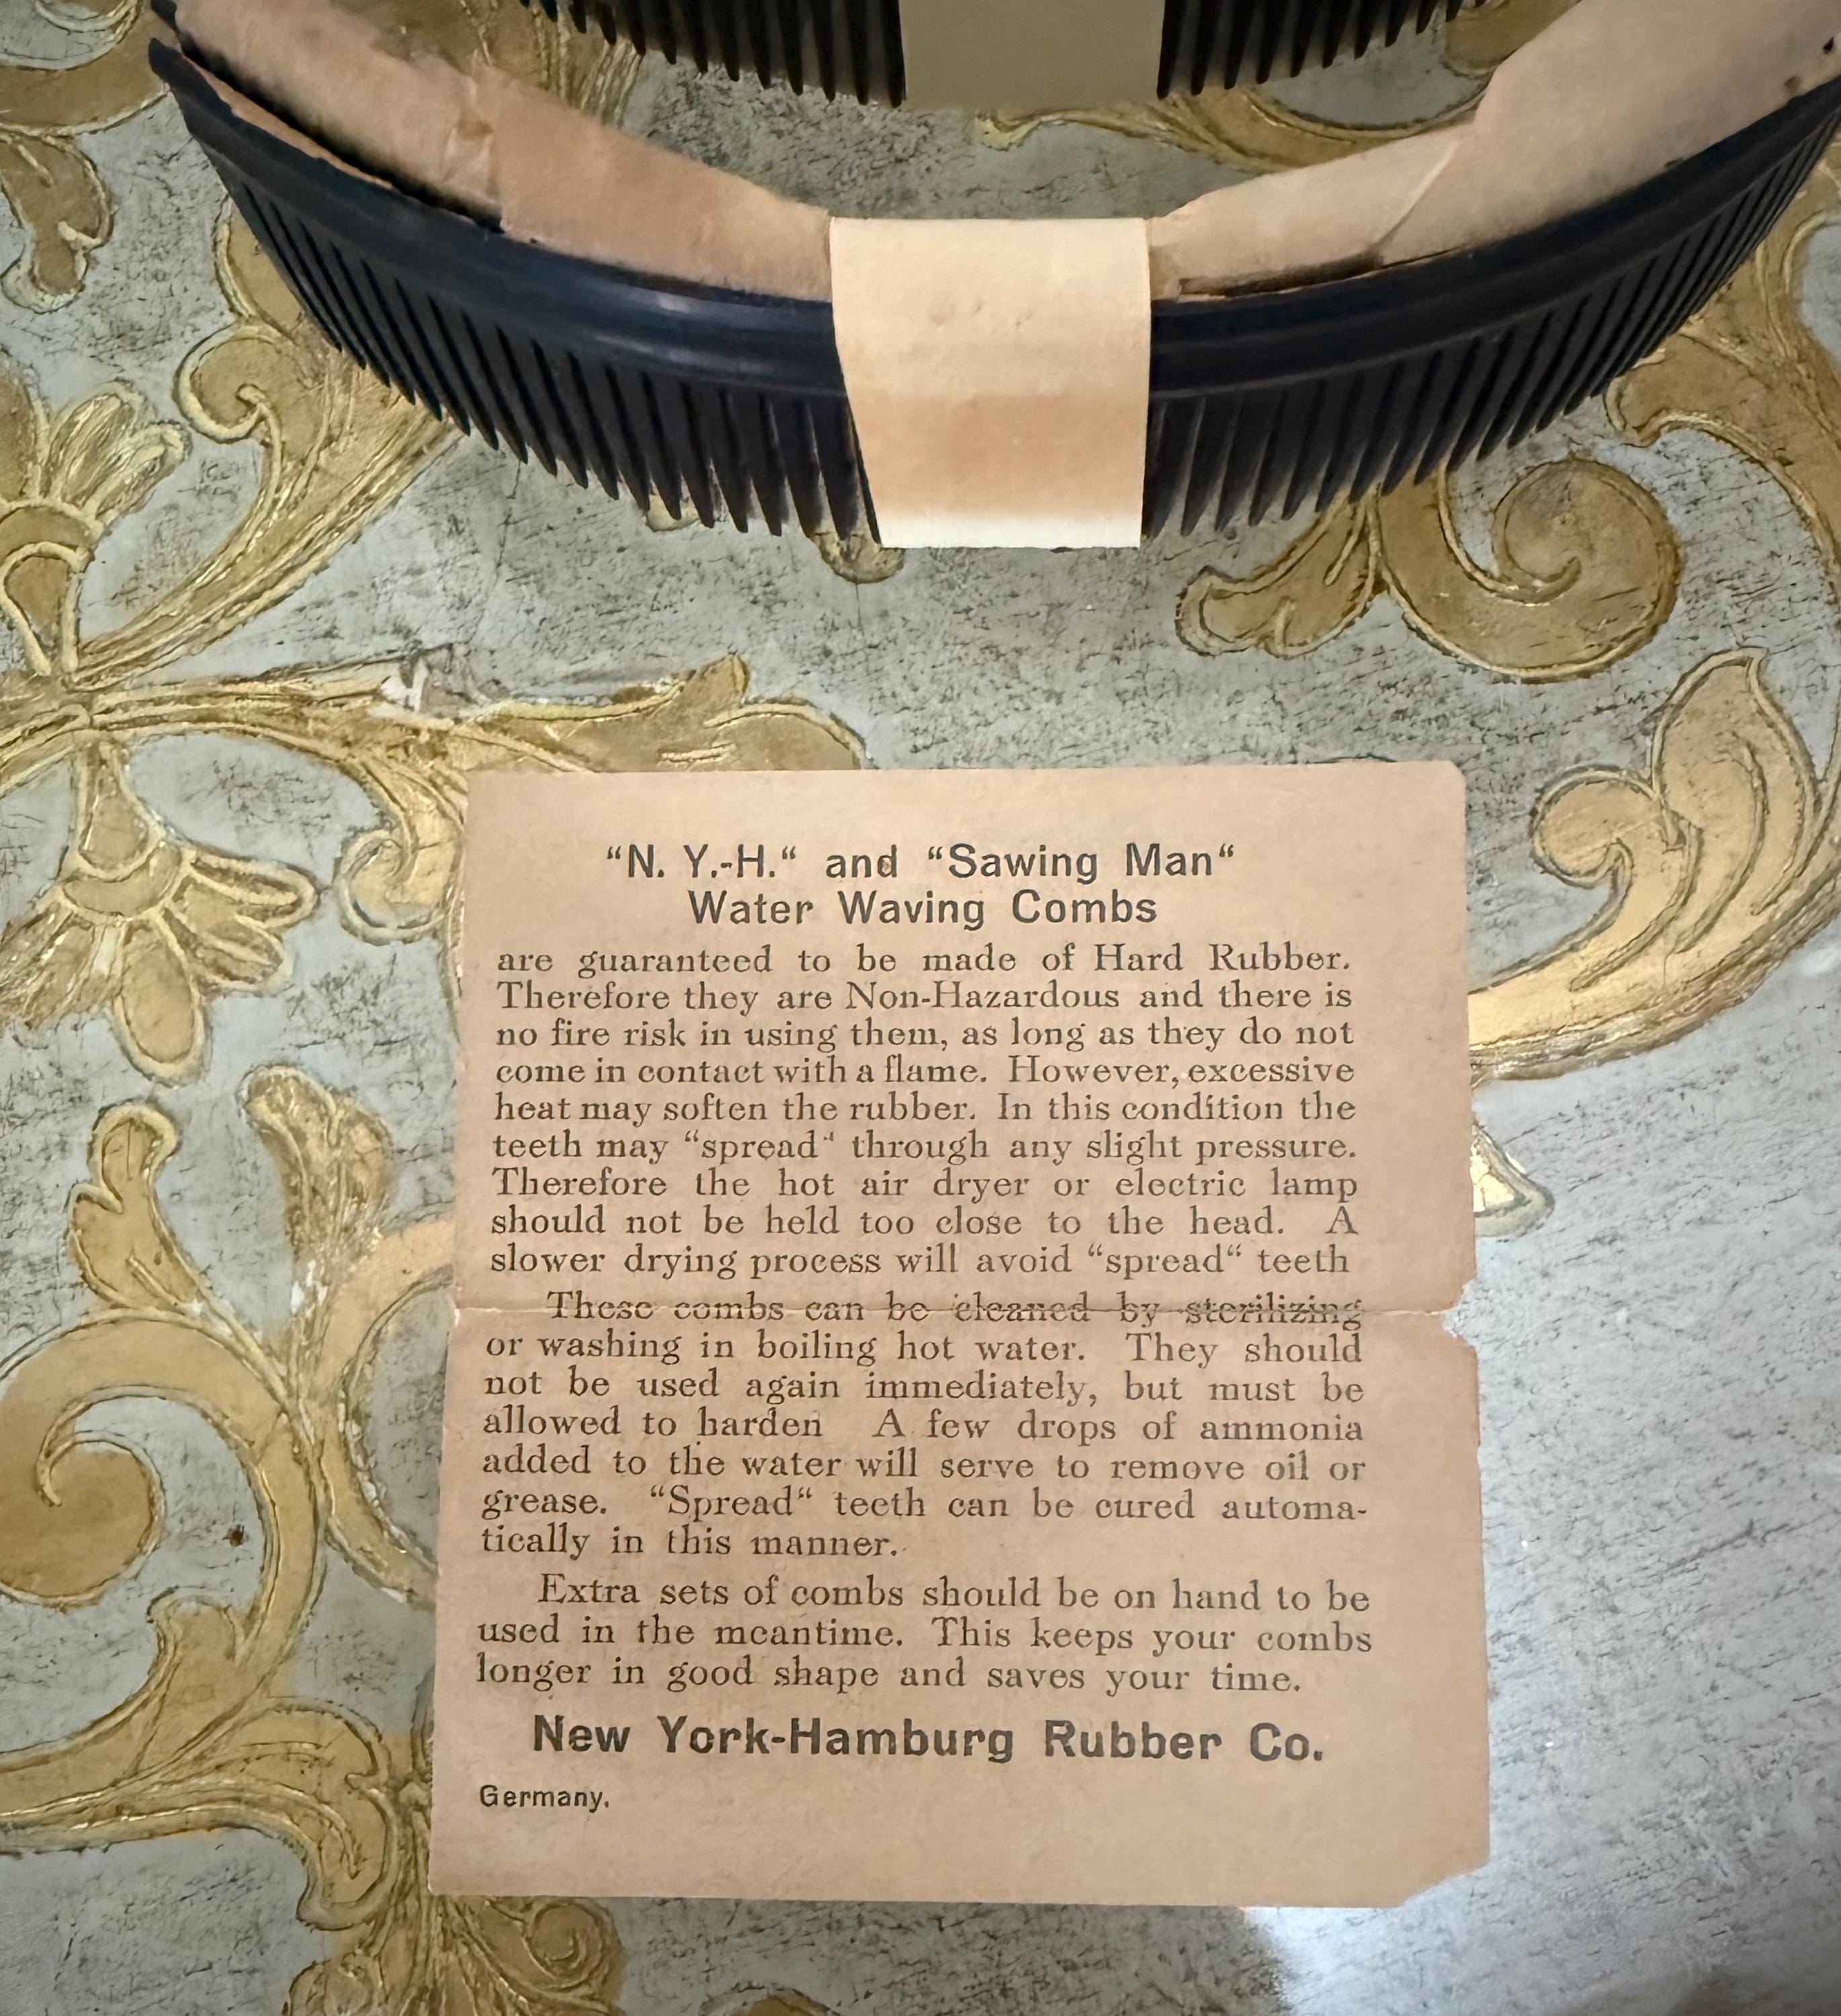 “N. Y.-H.“ and “Sawing Man“
Water Waving Combs
are guaranteed to be made of Hard Rubber.
Therefore they are Non-Hazardous and there is
no fire risk in using them, as long as they do not
come in contact with a flame. However, excessive
heat may soften the rubber. In this condition the
teeth may “spread“ through any slight pressure.
Therefore the hot air dryer or electric lamp
should not be held too close to the head. A
slower drying process will avoid “spread“ teeth
These combs can be cleaned by sterilizing
or washing in boiling hot water. They should
not be used again immediately, but must be
allowed to harden A few drops of ammonia
added to the water will serve to remove oil or
grease. “Spread“ teeth can be cured automa-
tically in this manner.
Extra sets of combs should be on hand to be
used in the meantime. This keeps your combs
longer in good shape and saves your time.
New York-Hamburg Rubber Co.
Germany.